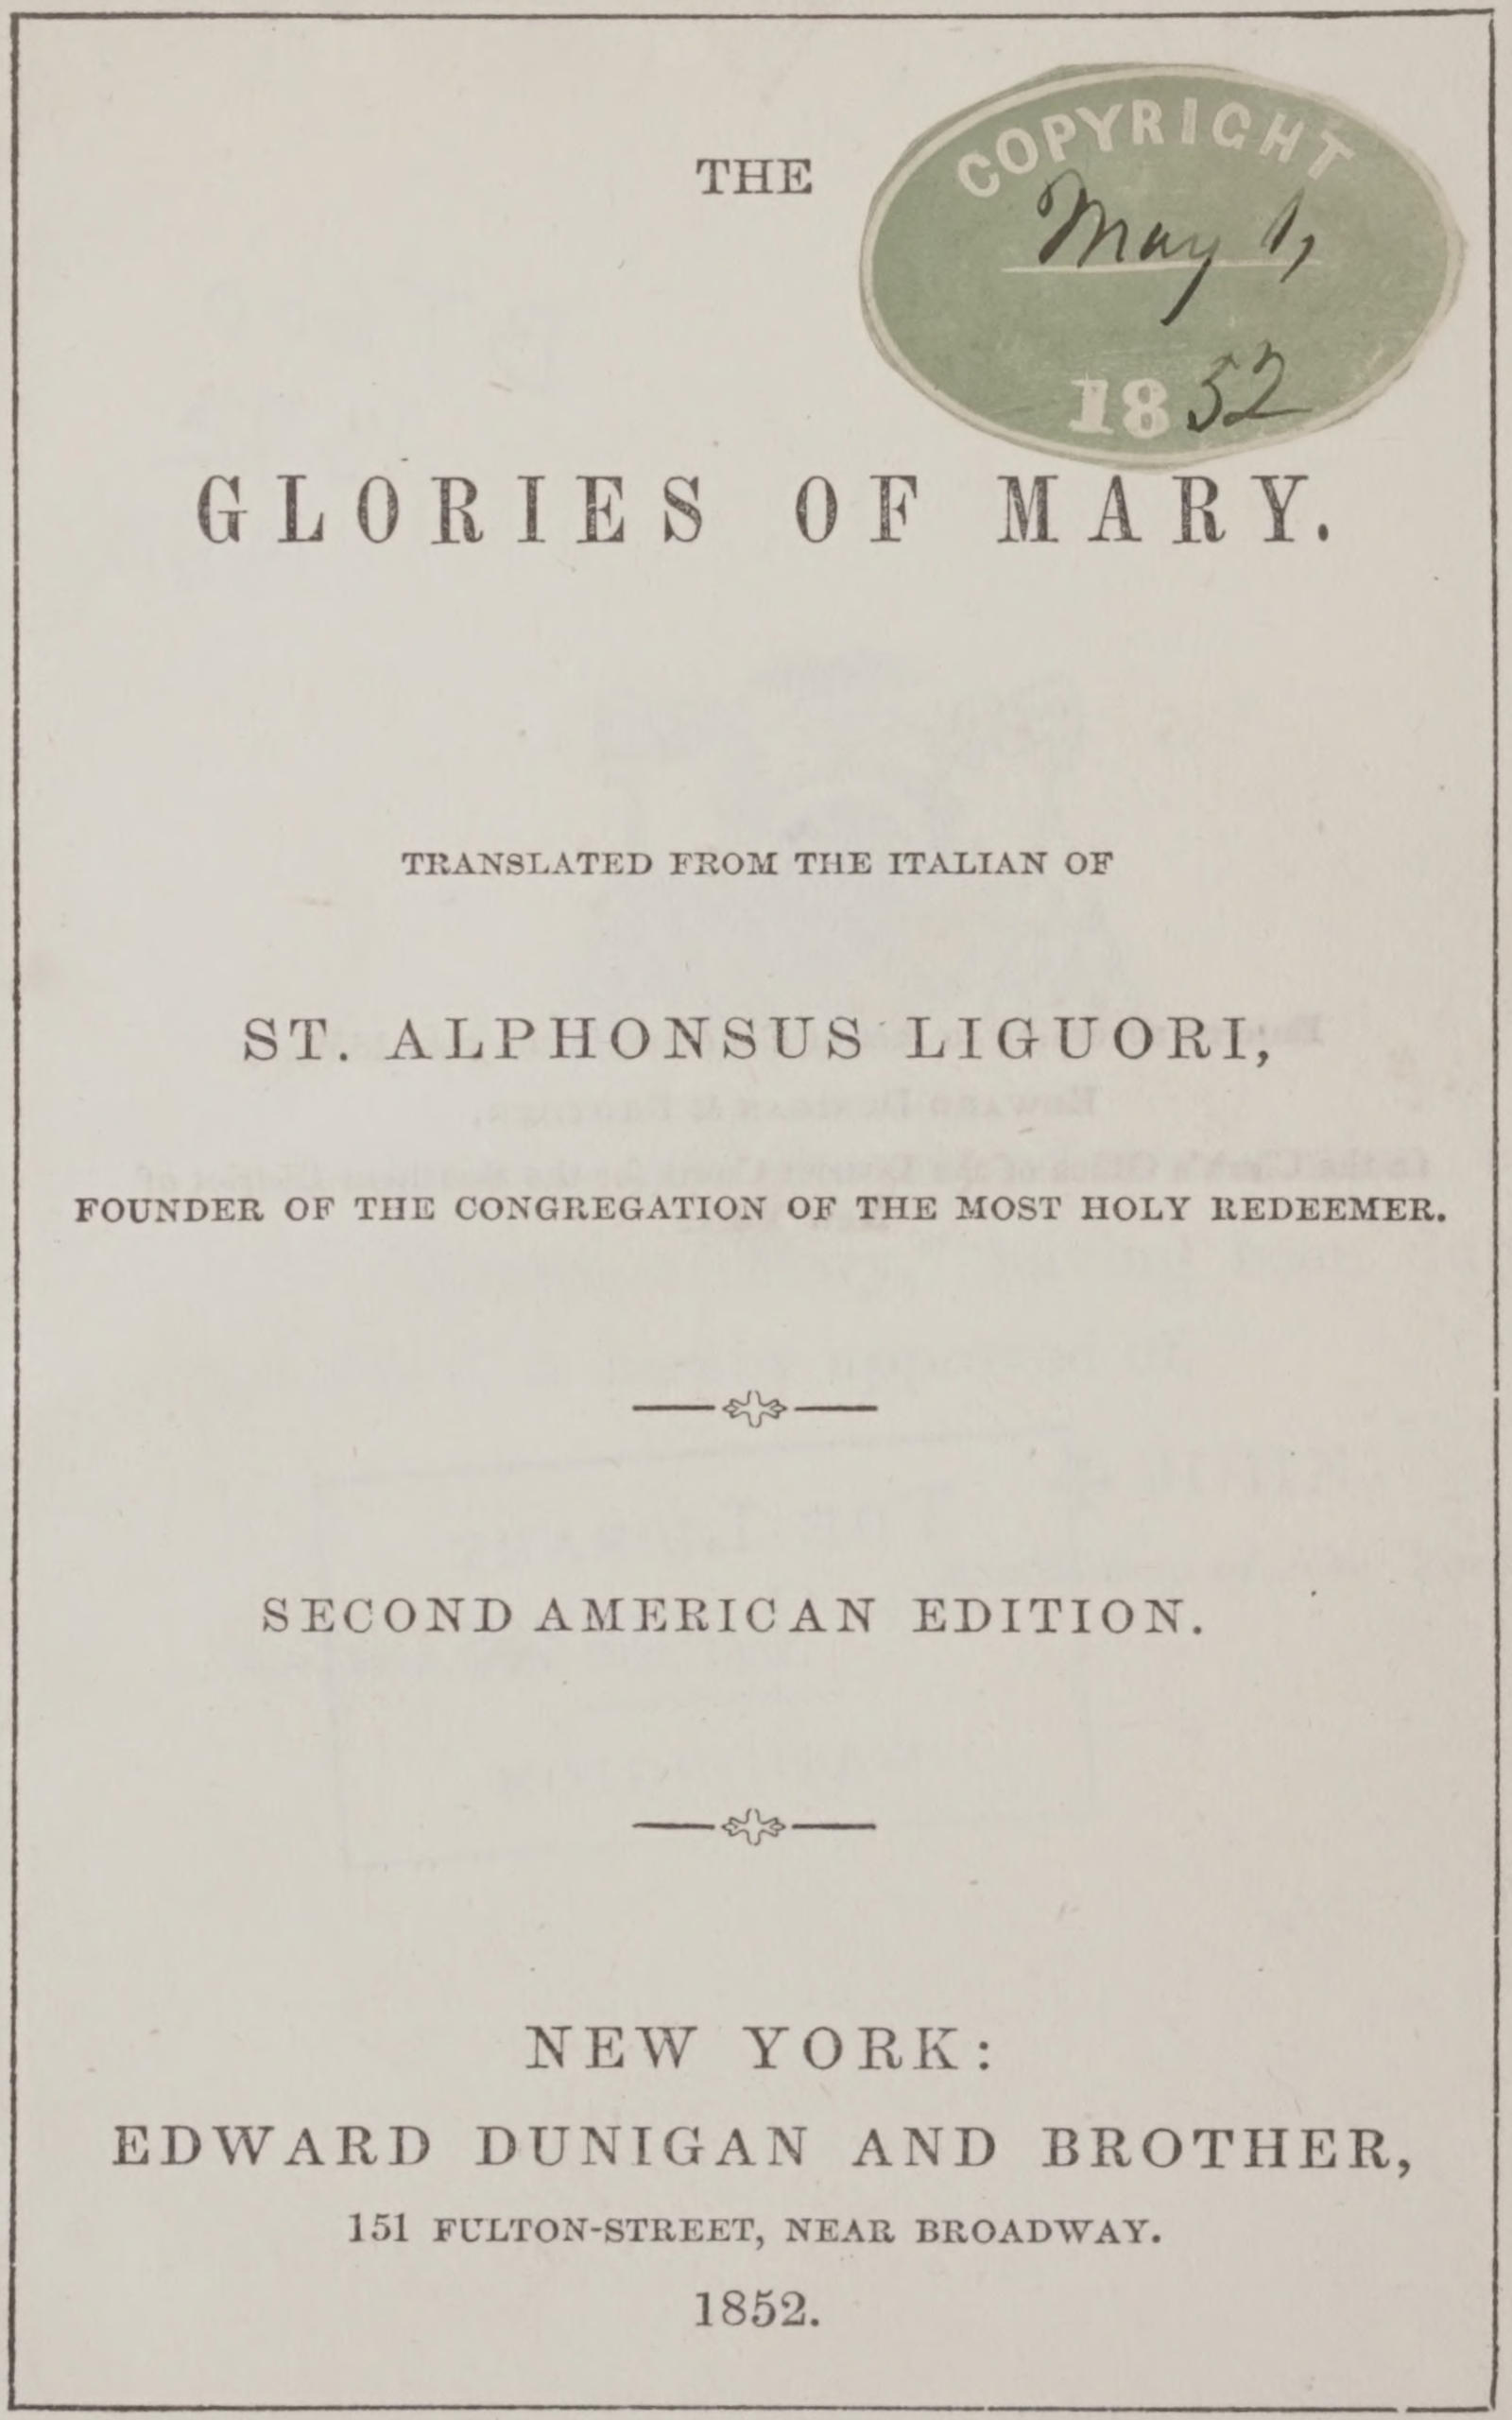 THE
COPYRIGHT
May 1,
1852
GLORIES OF MARY.
TRANSLATED FROM THE ITALIAN OF
ST. ALPHONSUS LIGUORI,
FOUNDER OF THE CONGREGATION OF THE MOST HOLY REDEEMER.
SECOND AMERICAN EDITION.
NEW YORK:
EDWARD DUNIGAN AND BROTHER,
151 FULTON-STREET, NEAR BROADWAY.
1852.